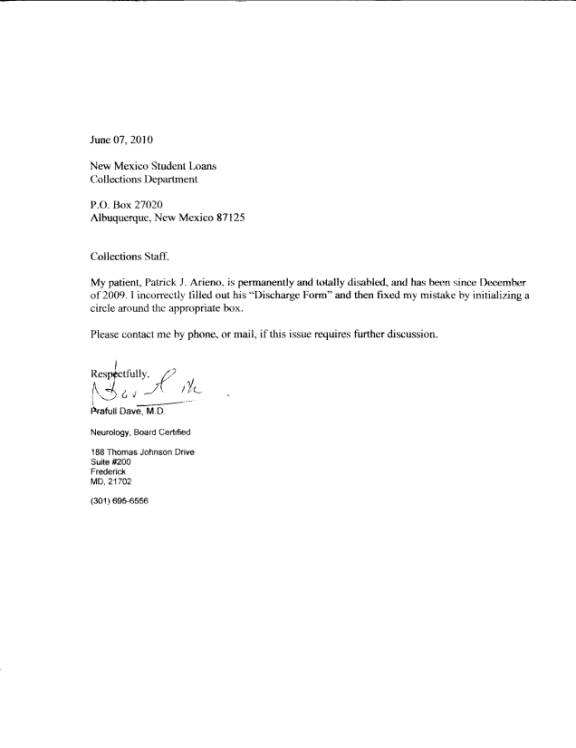 June 07, 2010
New Mexico Student Loans
Collections Department
P.O. Box 27020
Albuquerque, New Mexico 87125
Collections Staff,
My patient, Patrick J. Arieno, is permanently and totally disabled, and has been since December
of 2009. I incorrectly filled out his “Discharge Form” and then fixed my mistake by initializing a
circle around the appropriate box.
Please contact me by phone, or mail, if this issue requires further discussion.
Respectfully,
Prafull Dave, M.D.
Neurology, Board Certified
188 Thomas Johnson Drive
Suite #200
Frederick
MD, 21702
(301) 695-6556